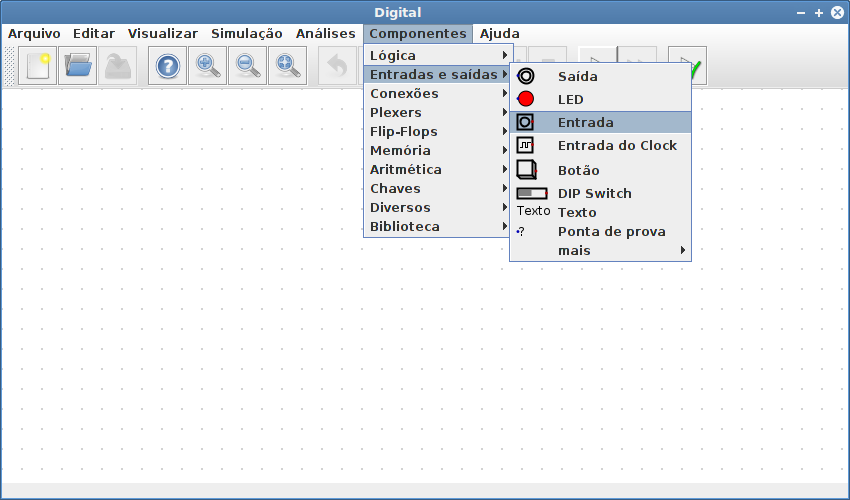 Digital
Arquivo Editar Visualizar Simulação Análises Componentes Ajuda
Lógica
Entradas e saídas
Conexões
Plexers
Flip-Flops
Memória
Aritmética
Chaves
Diversos
Biblioteca
Saída
LED
Entrada
Entrada do Clock
Botão
DIP Switch
Texto Texto
? Ponta de prova
mais